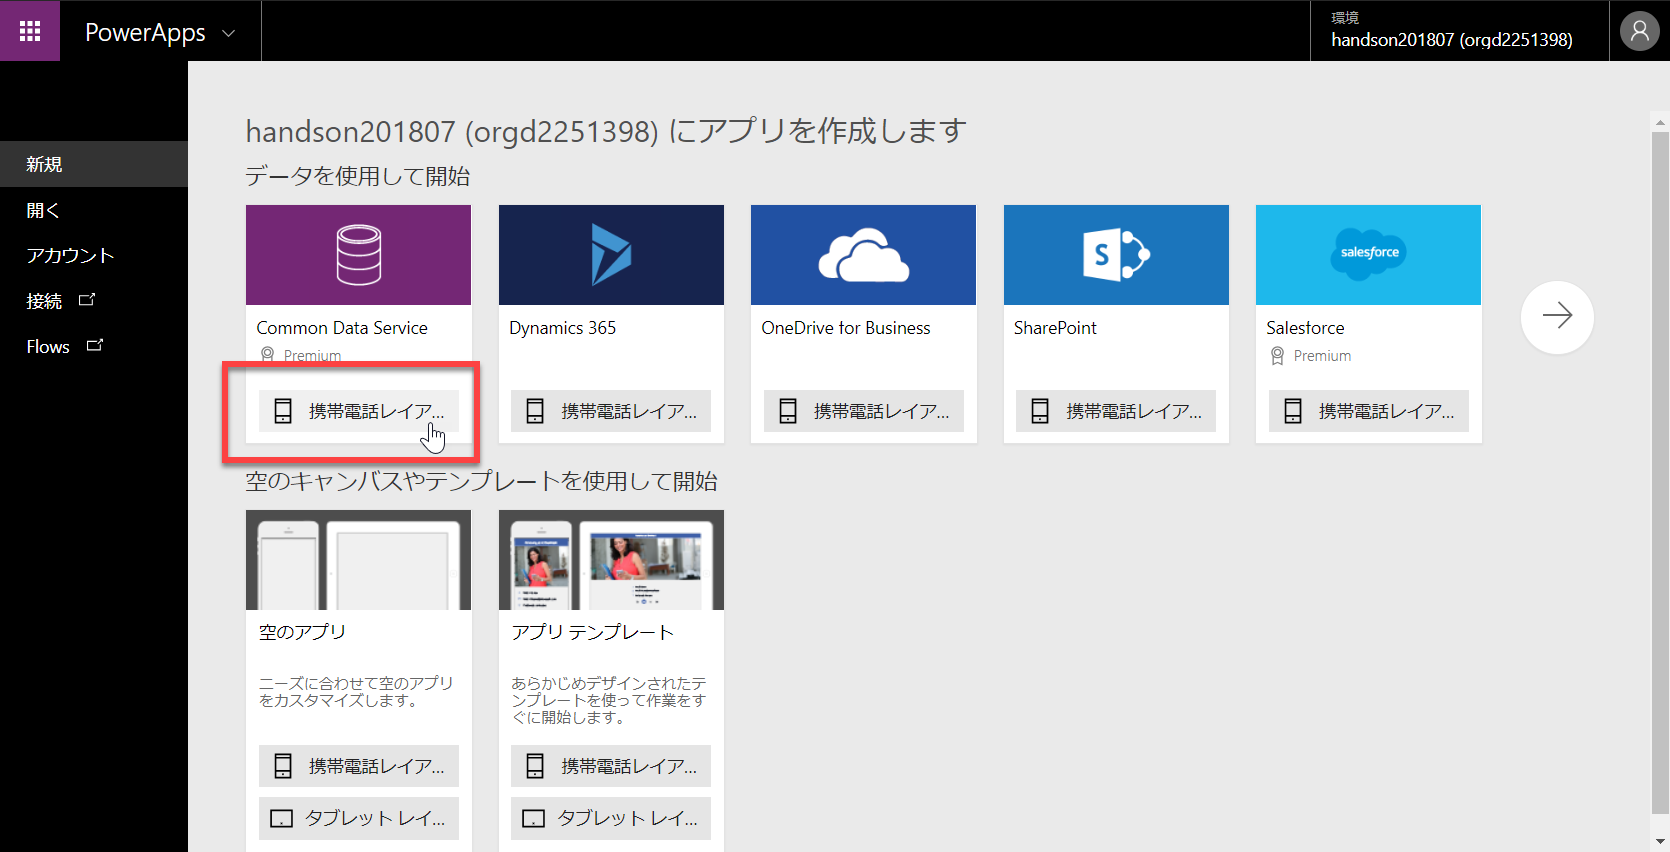 PowerApps
環境
handson201807 (orgd2251398)
新規
開く
アカウント
接続
Flows
handson201807 (orgd2251398) にアプリを作成します
データを使用して開始
Common Data Service
Premium
携帯電話レイア...
Dynamics 365
携帯電話レイア...
OneDrive for Business
携帯電話レイア...
S
SharePoint
携帯電話レイア...
salesforce
Salesforce
Premium
携帯電話レイア...
空のキャンバスやテンプレートを使用して開始
空のアプリ
ニーズに合わせて空のアプリ
をカスタマイズします。
携帯電話レイア...
タブレット レイ...
アプリ テンプレート
あらかじめデザインされたテ
ンプレートを使って作業をす
ぐに開始します。
携帯電話レイア...
タブレット レイ...